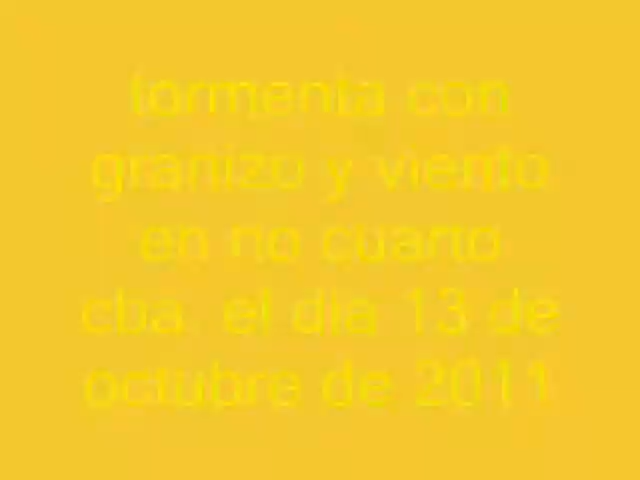 tormenta con
granizo y viento
en rio cuarto
cba. el dia 13 de
octubre de 2011